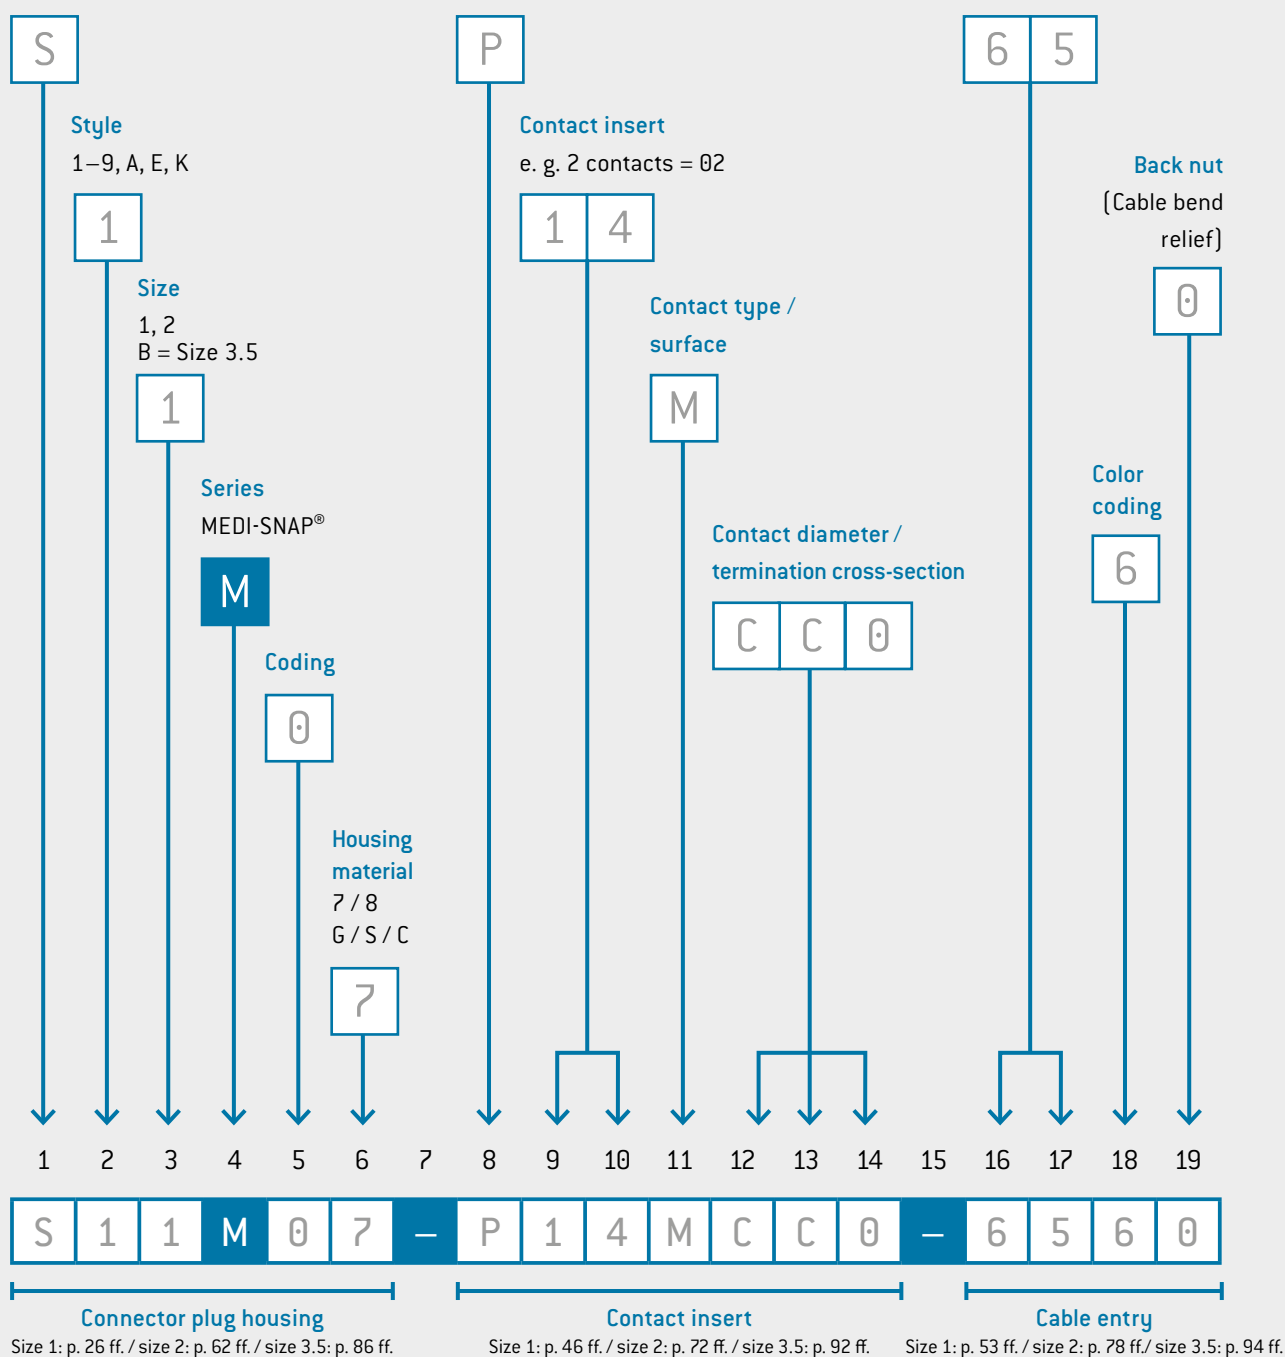 S
P
6 5
Style
1–9, A, E, K
1
Contact insert
e. g. 2 contacts = 02
1 4
Back nut
(Cable bend
relief)
0
Size
1, 2
B = Size 3.5
1
Contact type /
surface
M
Series
MEDI-SNAP®
M
Color
coding
6
Contact diameter /
termination cross-section
C C 0
Coding
0
Housing
material
7 / 8
G / S / C
7
1 2 3 4 5 6 7 8 9 10 11 12 13 14 15 16 17 18 19
S 1 1 M 0 7 – P 1 4 M C C 0 – 6 5 6 0
Connector plug housing
Size 1: p. 26 ff. / size 2: p. 62 ff. / size 3.5: p. 86 ff.
Contact insert
Size 1: p. 46 ff. / size 2: p. 72 ff. / size 3.5: p. 92 ff.
Cable entry
Size 1: p. 53 ff. / size 2: p. 78 ff./ size 3.5: p. 94 ff.